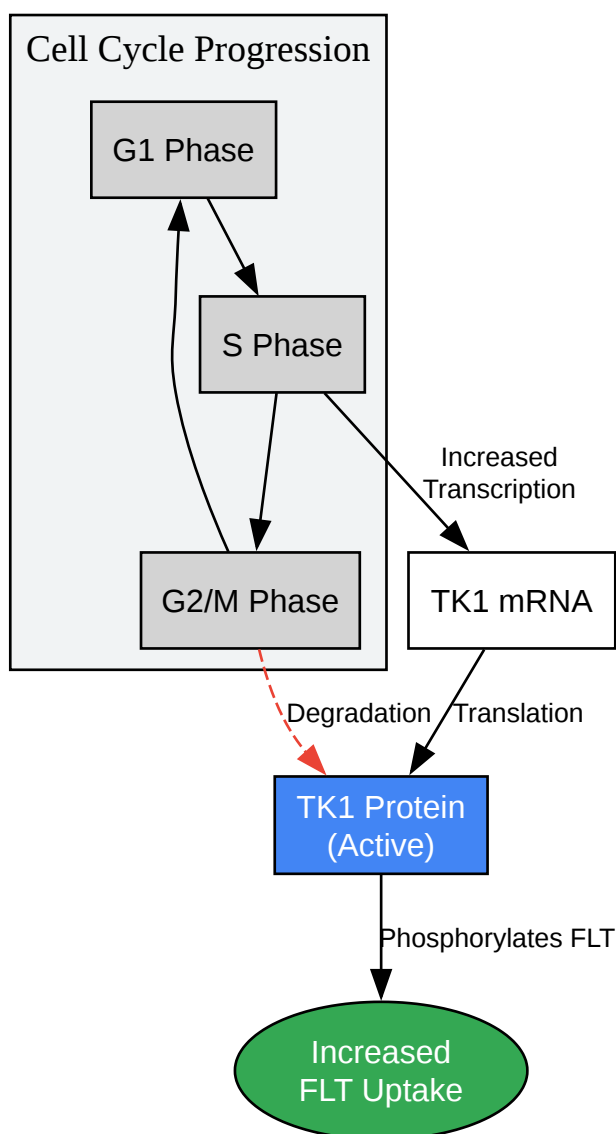 Cell Cycle Progression
G1 Phase
S Phase
Increased
Transcription
G2/M Phase
TK1 mRNA
Degradation
Translation
TK1 Protein
(Active)
Phosphorylates FLT
Increased
FLT Uptake